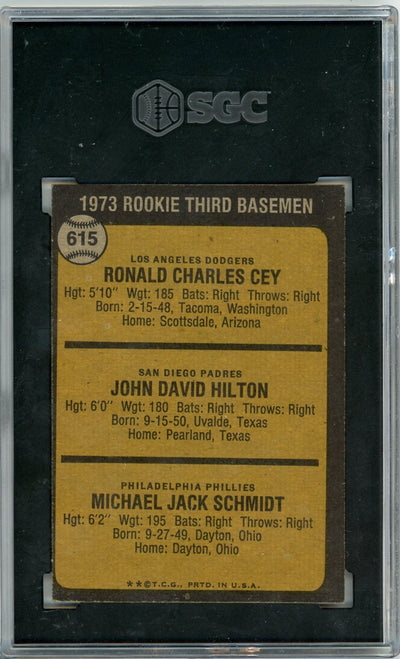 SGC
1973 ROOKIE THIRD BASEMEN
615
LOS ANGELES DODGERS
RONALD CHARLES CEY
Hgt: 5'10" Wgt: 185 Bats: Right Throws: Right
Born: 2-15-48, Tacoma, Washington
Home: Scottsdale, Arizona
SAN DIEGO PADRES
JOHN DAVID HILTON
Hgt: 6'0" Wgt: 180 Bats: Right Throws: Right
Born: 9-15-50, Uvalde, Texas
Home: Pearland, Texas
PHILADELPHIA PHILLIES
MICHAEL JACK SCHMIDT
Hgt: 6'2" Wgt: 195 Bats: Right Throws: Right
Born: 9-27-49, Dayton, Ohio
Home: Dayton, Ohio
**©T.C.G., PRTD. IN U.S.A.